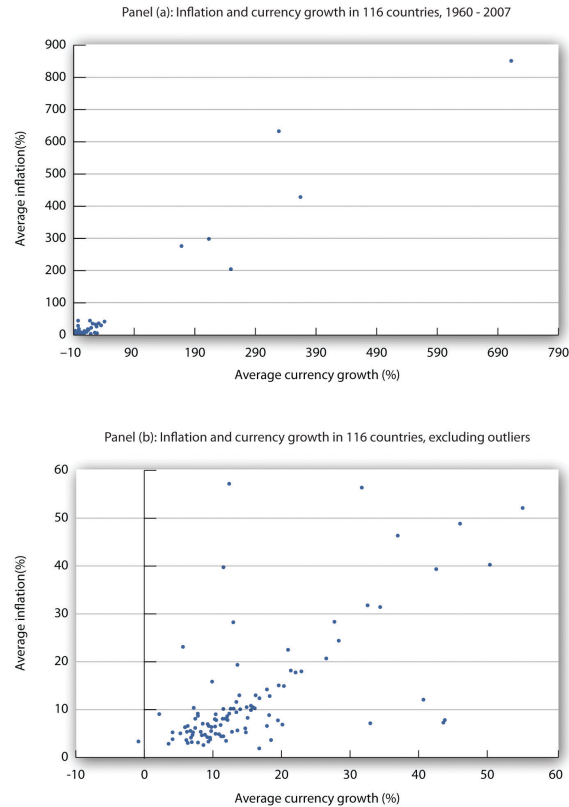 Panel (a): Inflation and currency growth in 116 countries, 1960 - 2007
900
800
700
600
500
400
300
200
100
0
Average inflation(%)
–10 90 190 290 390 490 590 690 790
Average currency growth (%)
Panel (b): Inflation and currency growth in 116 countries, excluding outliers
60
50
40
30
20
10
0
Average inflation(%)
-10 0 10 20 30 40 50 60
Average currency growth (%)